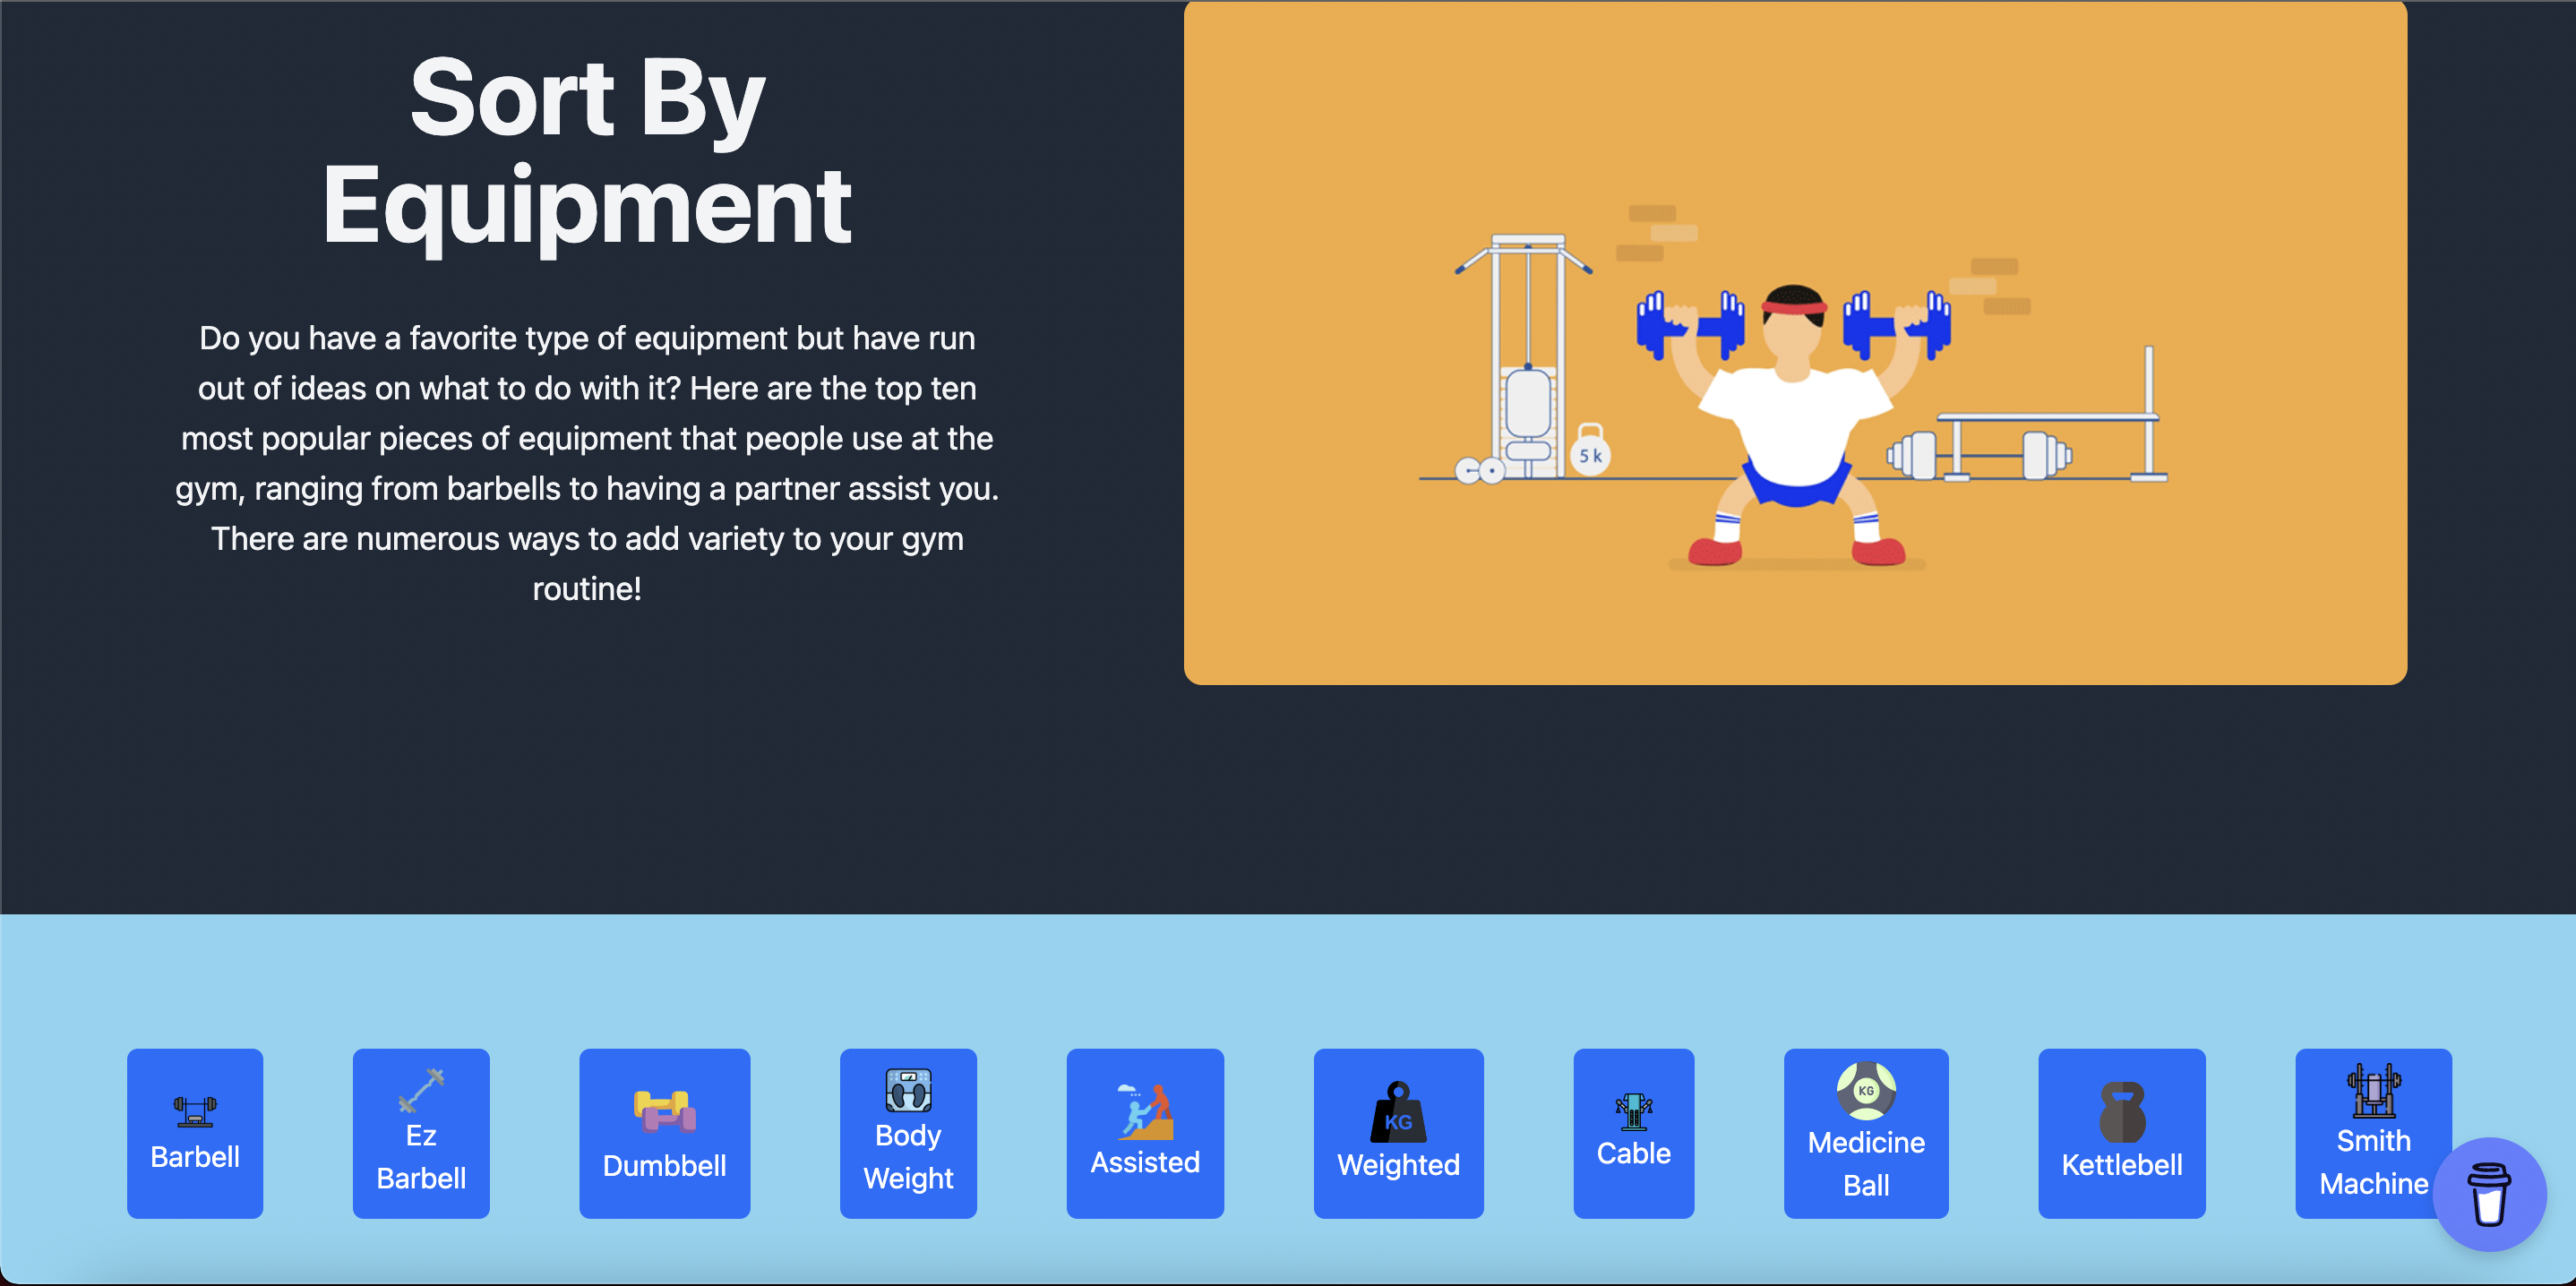 Sort By
Equipment
Do you have a favorite type of equipment but have run
out of ideas on what to do with it? Here are the top ten
most popular pieces of equipment that people use at the
gym, ranging from barbells to having a partner assist you.
There are numerous ways to add variety to your gym
routine!
5 k
Barbell
Ez
Barbell
Dumbbell
Body
Weight
Assisted
KG
Weighted
Cable
KG
Medicine
Ball
Kettlebell
Smith
Machine